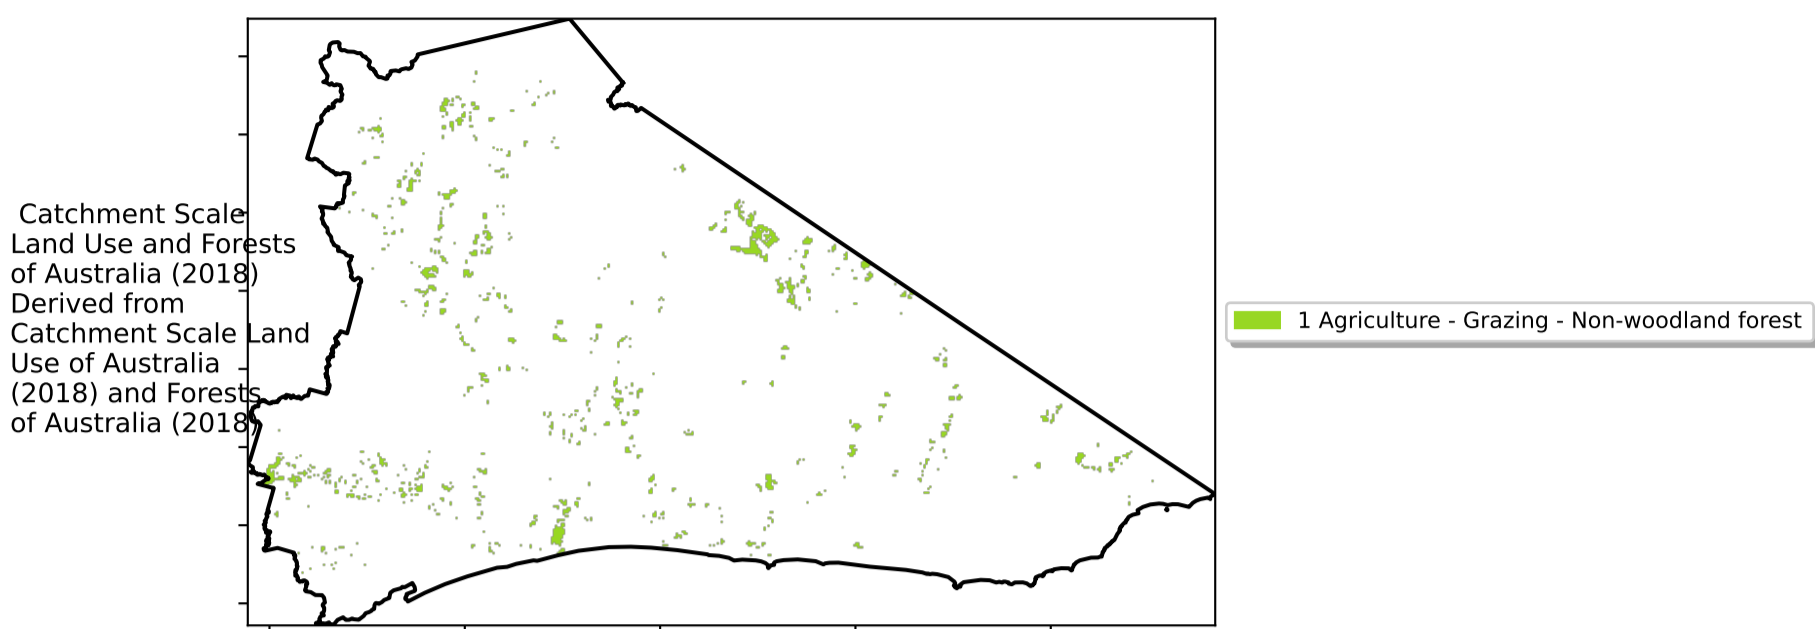 Catchment Scale
Land Use and Forests
of Australia (2018)
Derived from
Catchment Scale Land
Use of Australia
(2018) and Forests
of Australia (2018)
1 Agriculture - Grazing - Non-woodland forest